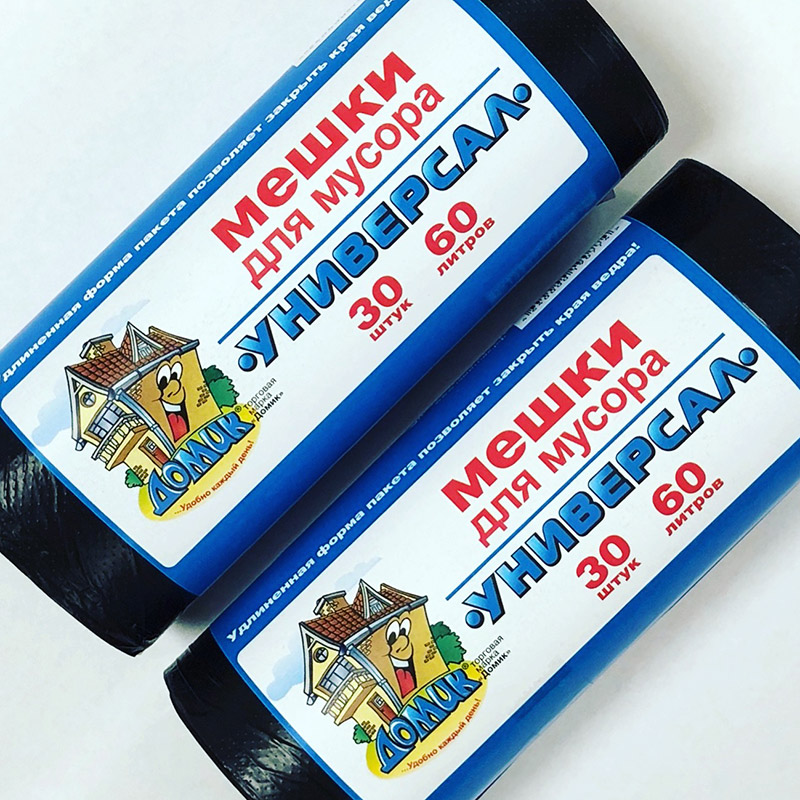 Удлиненная форма пакета позволяет закрыть края ведра
мешки
для мусора
•УНИВЕРСАЛ•
30
штук
60
литров
ДОМИК®
торговая
марка
«Домик»
...Удобно каждый день!
Удлиненная форма пакета позволяет закрыть края ведра!
мешки
для мусора
•УНИВЕРСАЛ•
30
штук
60
литров
ДОМИК®
торговая
марка
«Домик»
...Удобно каждый день!